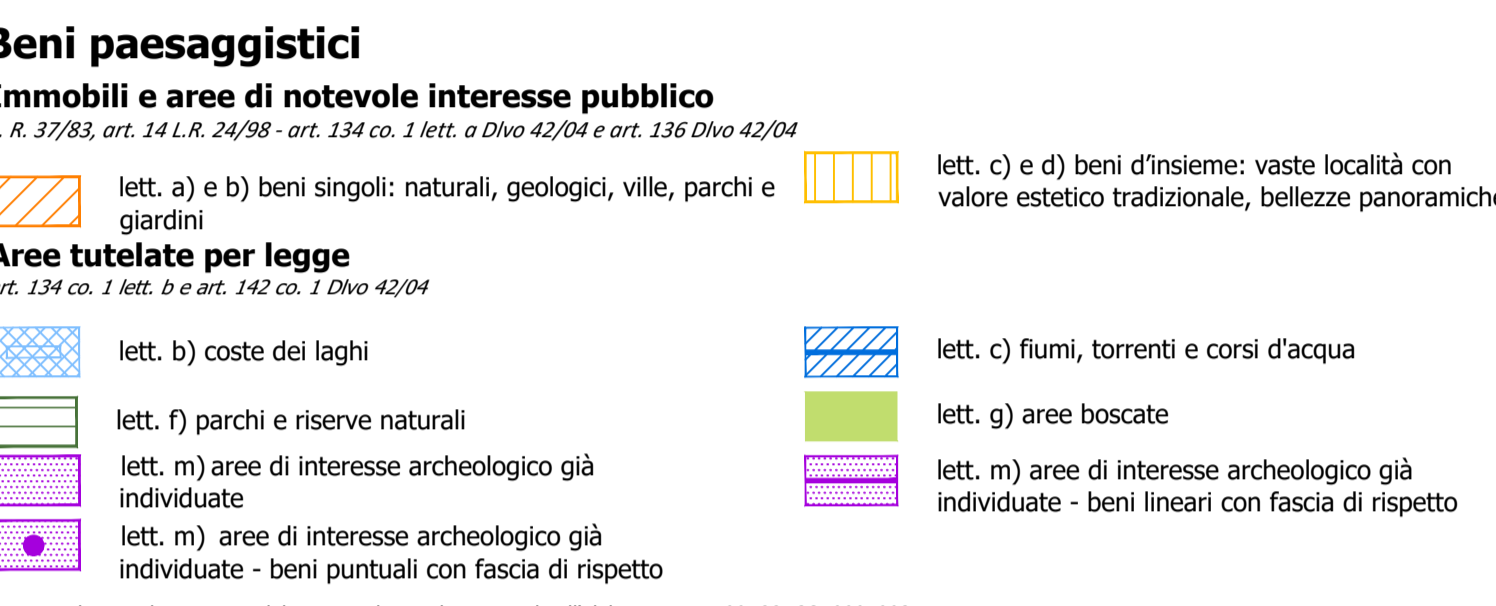 Beni paesaggistici
Immobili e aree di notevole interesse pubblico
. R. 37/83, art. 14 L.R. 24/98 - art. 134 co. 1 lett. a Dlvo 42/04 e art. 136 Dlvo 42/04
lett. a) e b) beni singoli: naturali, geologici, ville, parchi e
giardini
lett. c) e d) beni d’insieme: vaste località con
valore estetico tradizionale, bellezze panoramiche
Aree tutelate per legge
art. 134 co. 1 lett. b e art. 142 co. 1 Dlvo 42/04
lett. b) coste dei laghi
lett. c) fiumi, torrenti e corsi d'acqua
lett. f) parchi e riserve naturali
lett. g) aree boscate
lett. m) aree di interesse archeologico già
individuate
lett. m) aree di interesse archeologico già
individuate - beni lineari con fascia di rispetto
lett. m) aree di interesse archeologico già
individuate - beni puntuali con fascia di rispetto